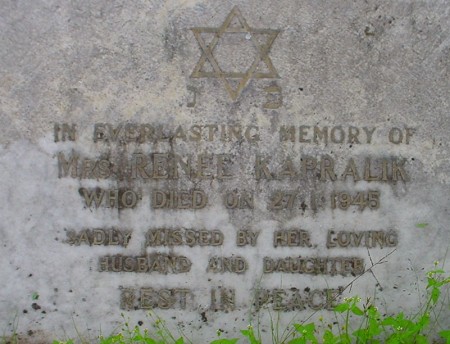 IN EVERLASTING MEMORY OF
MRS. IRENEE KAPRALIK
WHO DIED ON 27. 1. 1945
SADLY MISSED BY HER LOVING
HUSBAND AND DAUGHTER
REST IN PEACE